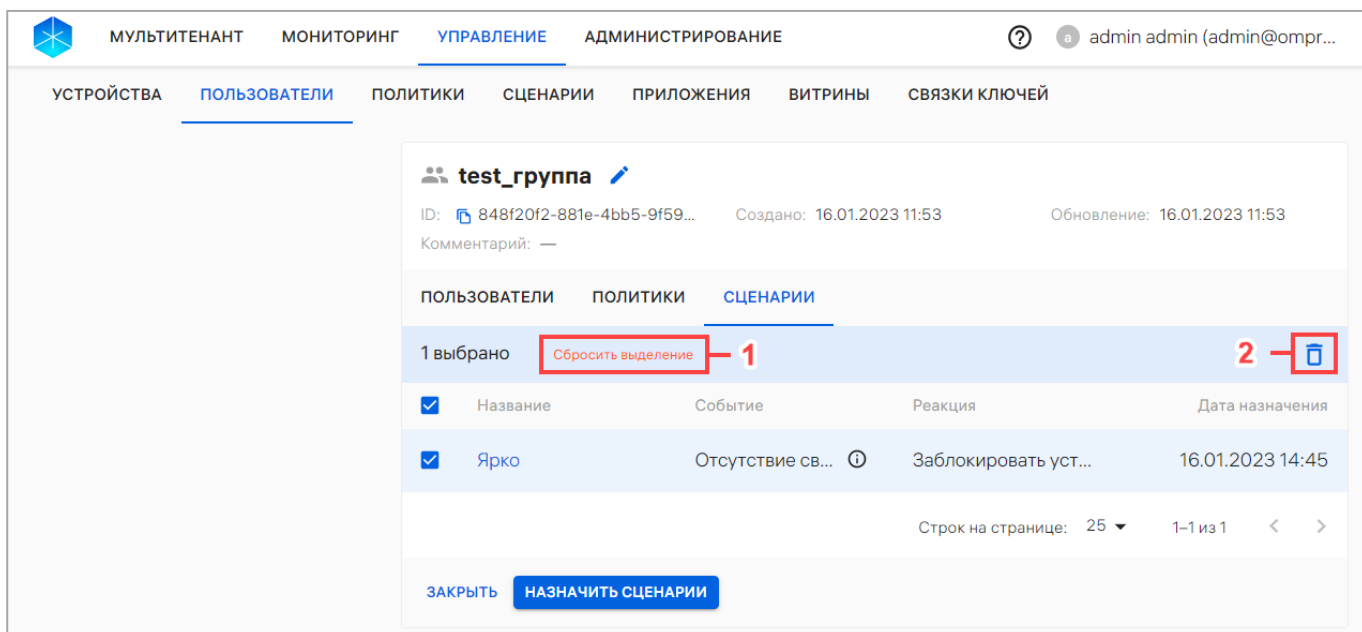 МУЛЬТИТЕНАНТ МОНИТОРИНГ УПРАВЛЕНИЕ АДМИНИСТРИРОВАНИЕ ? a admin admin (admin@ompr...
УСТРОЙСТВА ПОЛЬЗОВАТЕЛИ ПОЛИТИКИ СЦЕНАРИИ ПРИЛОЖЕНИЯ ВИТРИНЫ СВЯЗКИ КЛЮЧЕЙ
test_группа
ID: 848f20f2-881e-4bb5-9f59... Создано: 16.01.2023 11:53 Обновление: 16.01.2023 11:53
Комментарий: —
ПОЛЬЗОВАТЕЛИ ПОЛИТИКИ СЦЕНАРИИ
1 выбрано Сбросить выделение 1 2
Название Событие Реакция Дата назначения
Ярко Отсутствие св... Заблокировать уст... 16.01.2023 14:45
Строк на странице: 25 1–1 из 1
ЗАКРЫТЬ НАЗНАЧИТЬ СЦЕНАРИИ